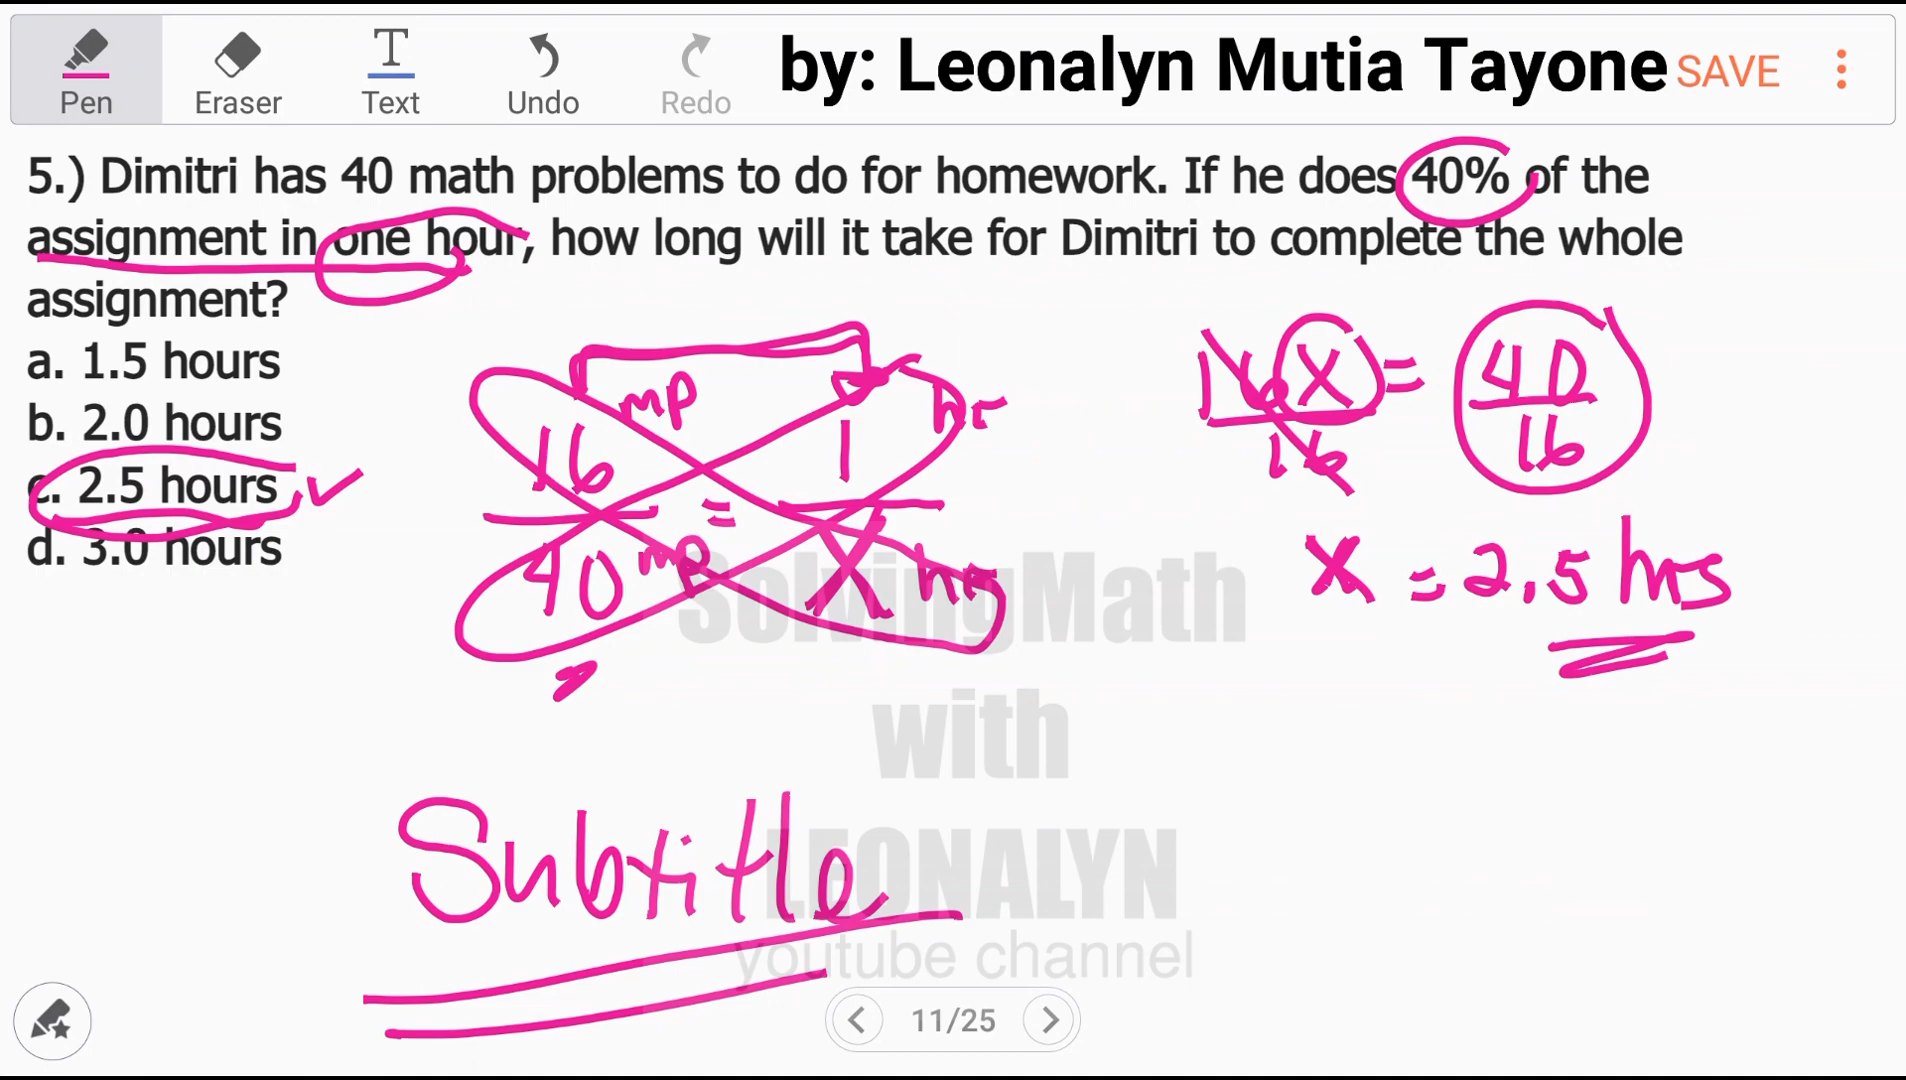 Pen
Eraser
Text
Undo
Redo
by: Leonalyn Mutia Tayone
SAVE
5.) Dimitri has 40 math problems to do for homework. If he does 40% of the
assignment in one hour, how long will it take for Dimitri to complete the whole
assignment?
a. 1.5 hours
b. 2.0 hours
c. 2.5 hours
d. 3.0 hours
16 mp = 1 hr
40 mp X hr
16x = 40
16 16
x = 2.5 hrs
SolvingMath
with
LEONALYN
youtube channel
Subtitle
11/25